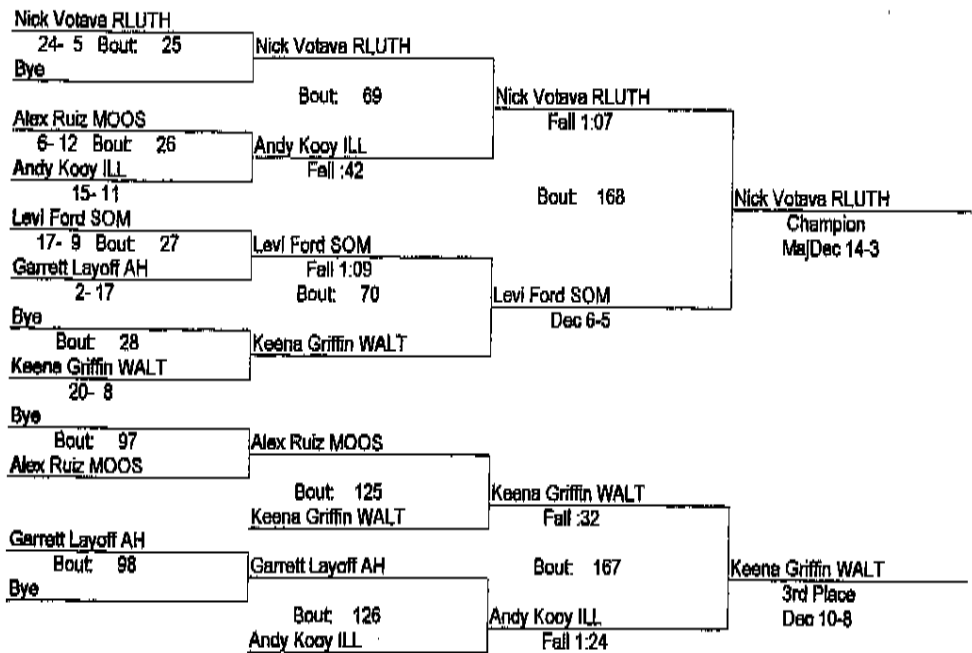 Nick Votava RLUTH
24- 5 Bout: 25
Bye
Nick Votava RLUTH
Bout: 69
Alex Ruiz MOOS
6- 12 Bout: 26
Andy Kooy ILL
15- 11
Andy Kooy ILL
Fall :42
Nick Votava RLUTH
Fall 1:07
Bout: 168
Nick Votava RLUTH
Champion
MajDec 14-3
Levi Ford SOM
17- 9 Bout: 27
Garrett Layoff AH
2- 17
Levi Ford SOM
Fall 1:09
Bout: 70
Levi Ford SOM
Dec 6-5
Bye
Bout: 28
Keena Griffin WALT
20- 8
Keena Griffin WALT
Bye
Bout: 97
Alex Ruiz MOOS
Alex Ruiz MOOS
Bout: 125
Keena Griffin WALT
Keena Griffin WALT
Fall :32
Garrett Layoff AH
Bout: 98
Bye
Garrett Layoff AH
Bout: 126
Andy Kooy ILL
Bout: 167
Andy Kooy ILL
Fall 1:24
Keena Griffin WALT
3rd Place
Dec 10-8